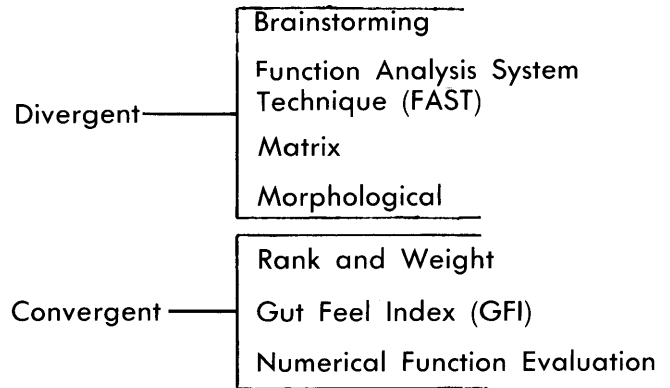 Brainstorming
Function Analysis System
Technique (FAST)
Divergent
Matrix
Morphological
Rank and Weight
Convergent
Gut Feel Index (GFI)
Numerical Function Evaluation